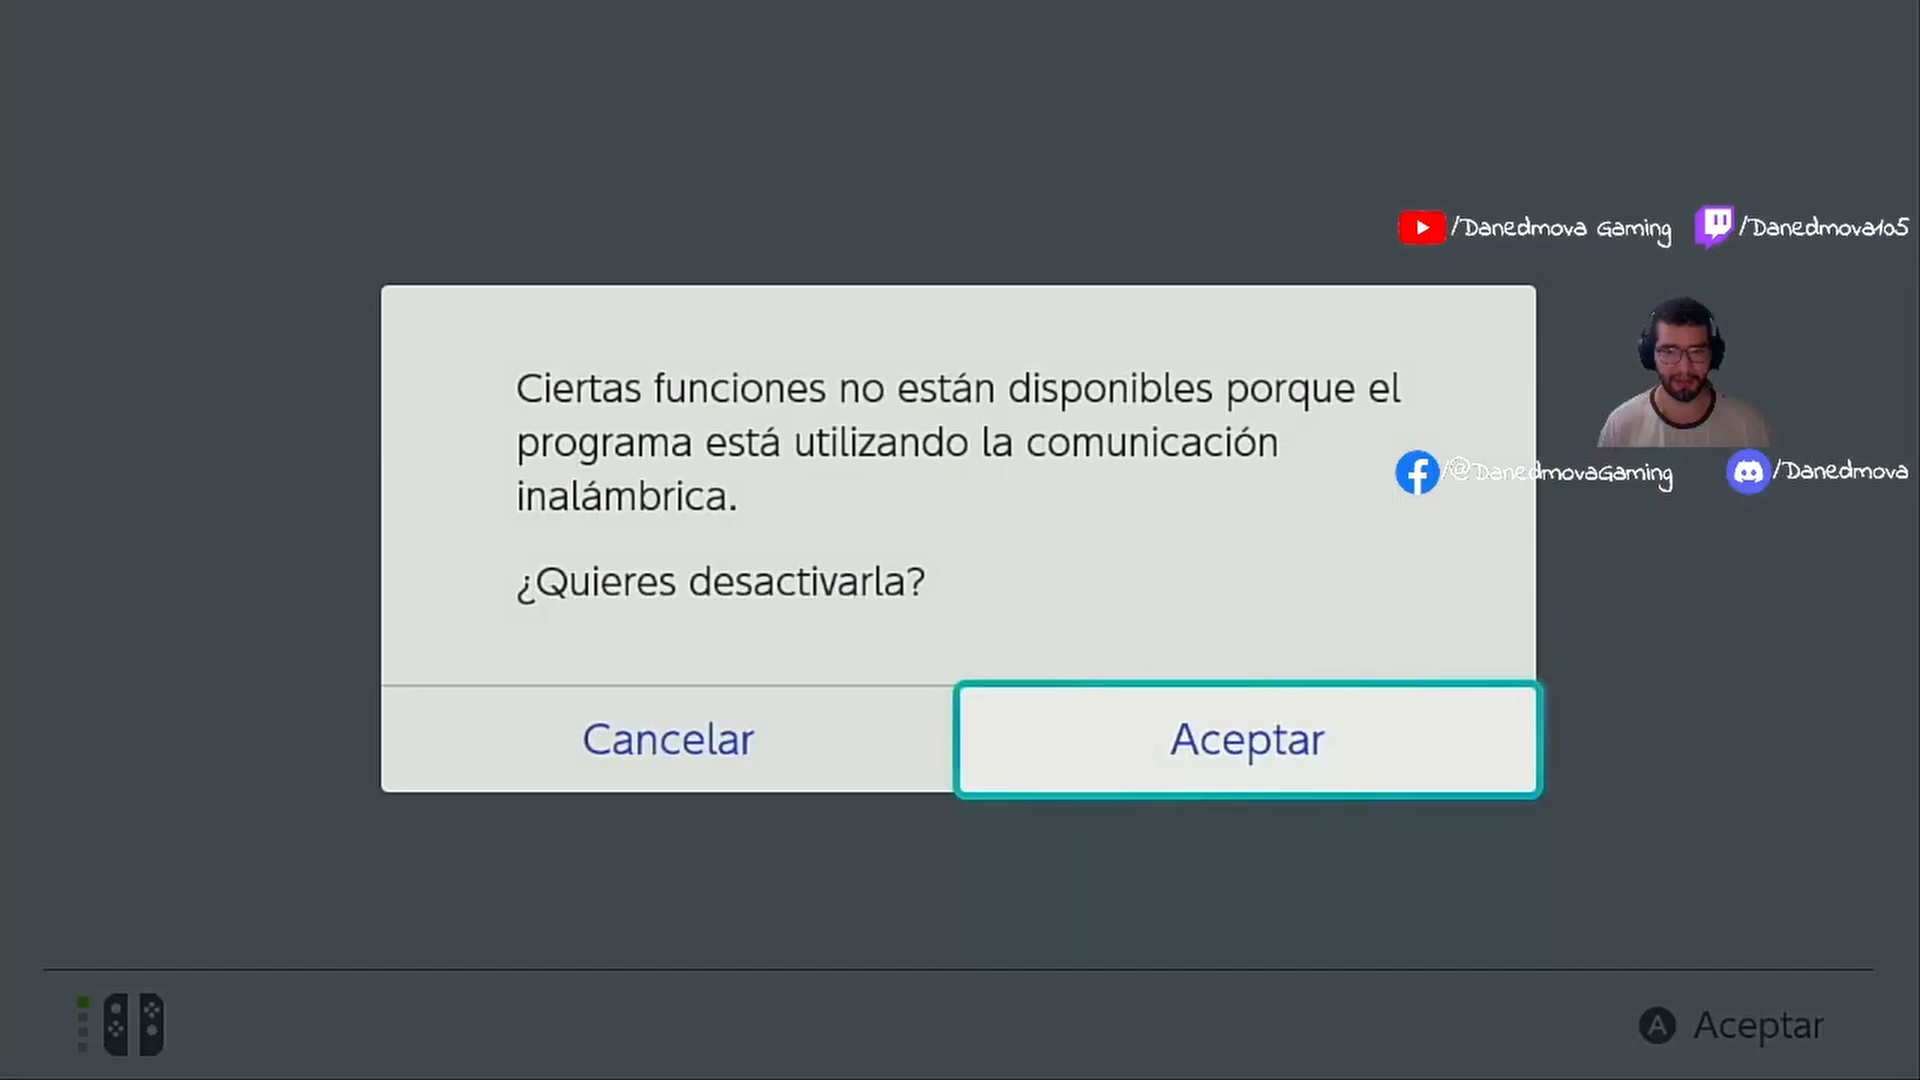 /Danedmova Gaming
/Danedmova105
Ciertas funciones no están disponibles porque el
programa está utilizando la comunicación
inalámbrica.
/@DanedmovaGaming
/Danedmova
¿Quieres desactivarla?
Cancelar
Aceptar
A Aceptar